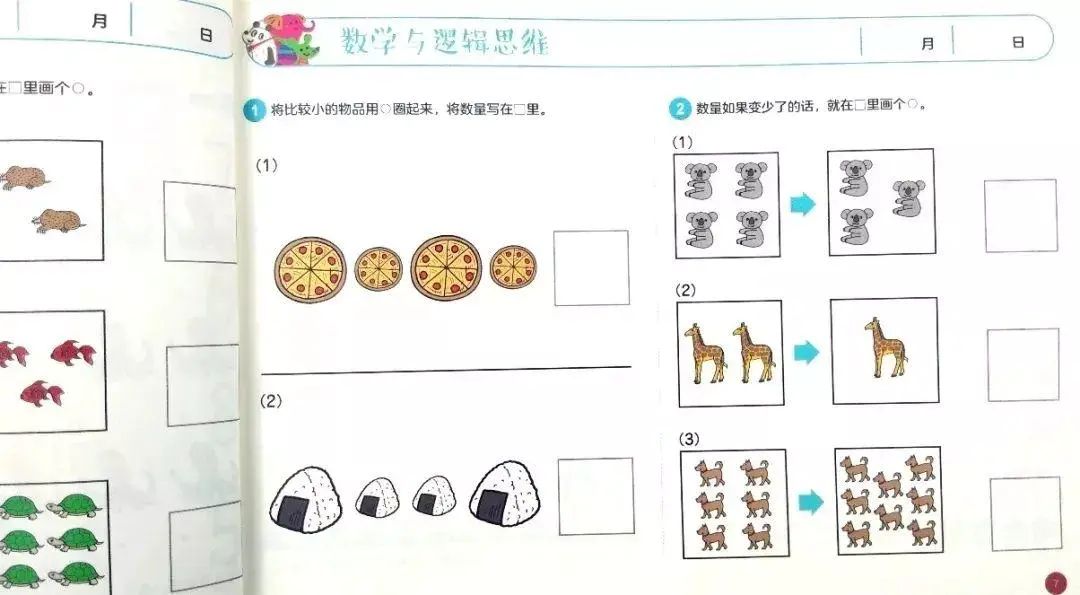 月
日
在□里画个○。
数学与逻辑思维
月
日
1 将比较小的物品用○圈起来，将数量写在□里。
(1)
(2)
2 数量如果变少了的话，就在□里画个○。
(1)
(2)
(3)
7